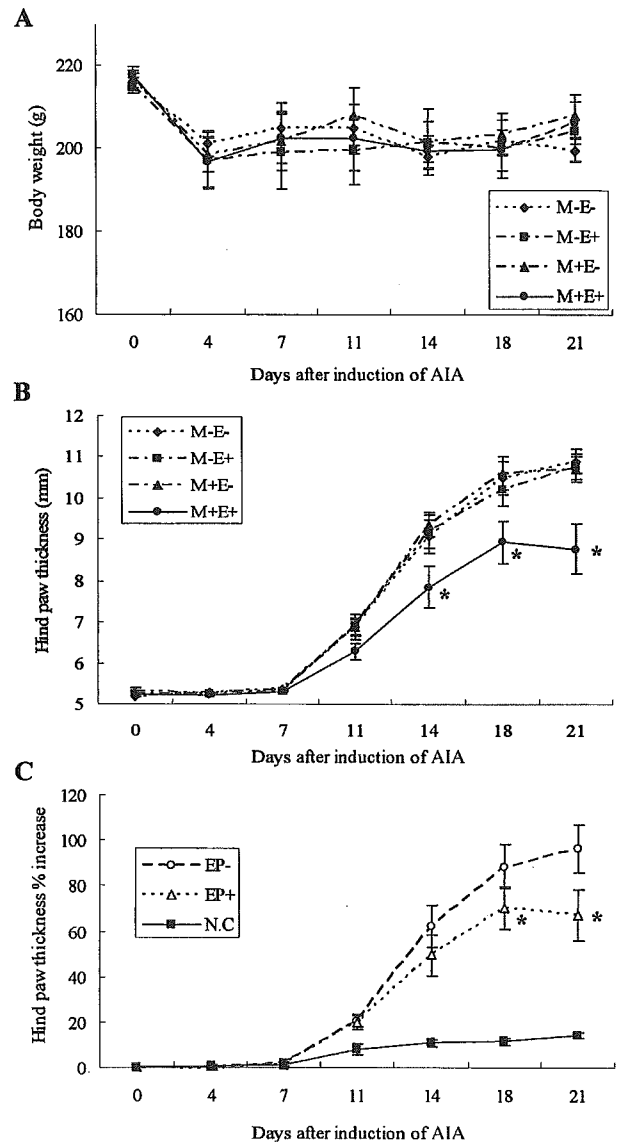 A
220
200
180
160
Body weight (g)
M-E-
M-E+
M+E-
M+E+
0 4 7 11 14 18 21
Days after induction of AIA
B
12
11
10
9
8
7
6
5
Hind paw thickness (mm)
M-E-
M-E+
M+E-
M+E+
*
*
*
0 4 7 11 14 18 21
Days after induction of AIA
C
120
100
80
60
40
20
0
Hind paw thickness % increase
EP-
EP+
N.C
*
*
0 4 7 11 14 18 21
Days after induction of AIA